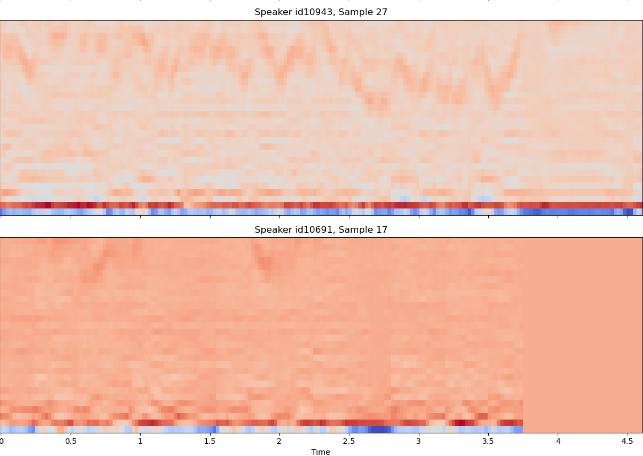 Speaker id10943, Sample 27
Speaker id10691, Sample 17
0 0.5 1 1.5 2 2.5 3 3.5 4 4.5
Time